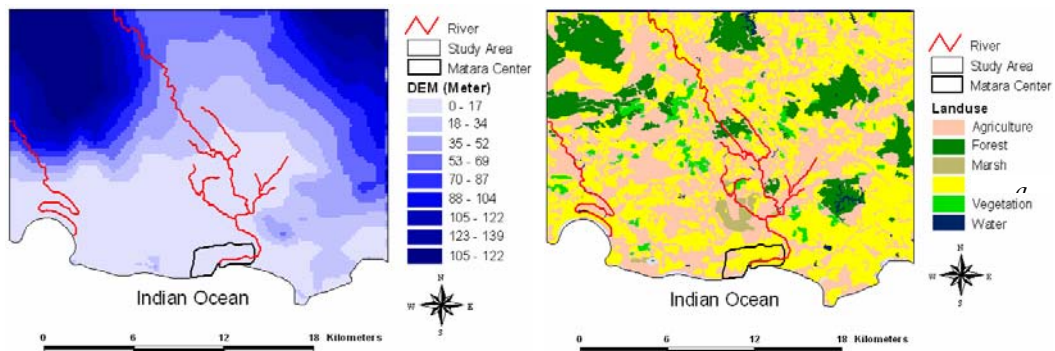 River
Study Area
Matara Center
DEM (Meter)
0 - 17
18 - 34
35 - 52
53 - 69
70 - 87
88 - 104
105 - 122
123 - 139
105 - 122
N
W E
S
Indian Ocean
0 6 12 18 Kilometers
River
Study Area
Matara Center
Landuse
Agriculture
Forest
Marsh
a
Vegetation
Water
N
W E
S
Indian Ocean
0 6 12 18 Kilometers